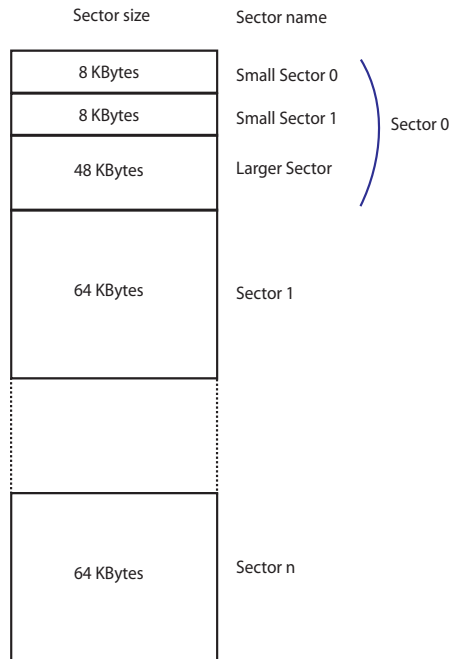 Sector size Sector name
8 KBytes Small Sector 0
8 KBytes Small Sector 1
Sector 0
48 KBytes Larger Sector
64 KBytes Sector 1
64 KBytes Sector n